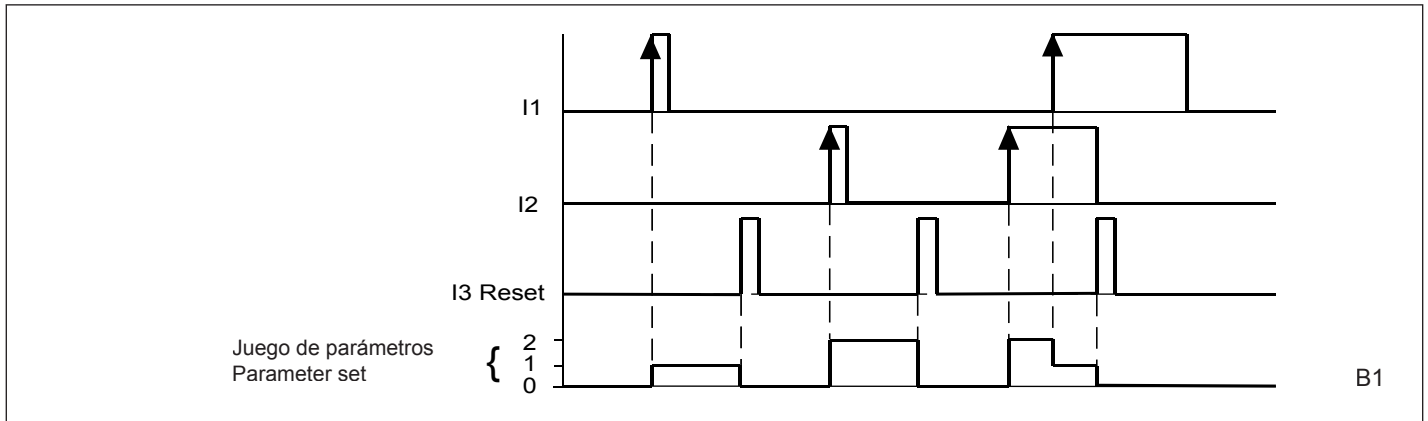 I1
I2
I3 Reset
Juego de parámetros
Parameter set
{
2
1
0
B1